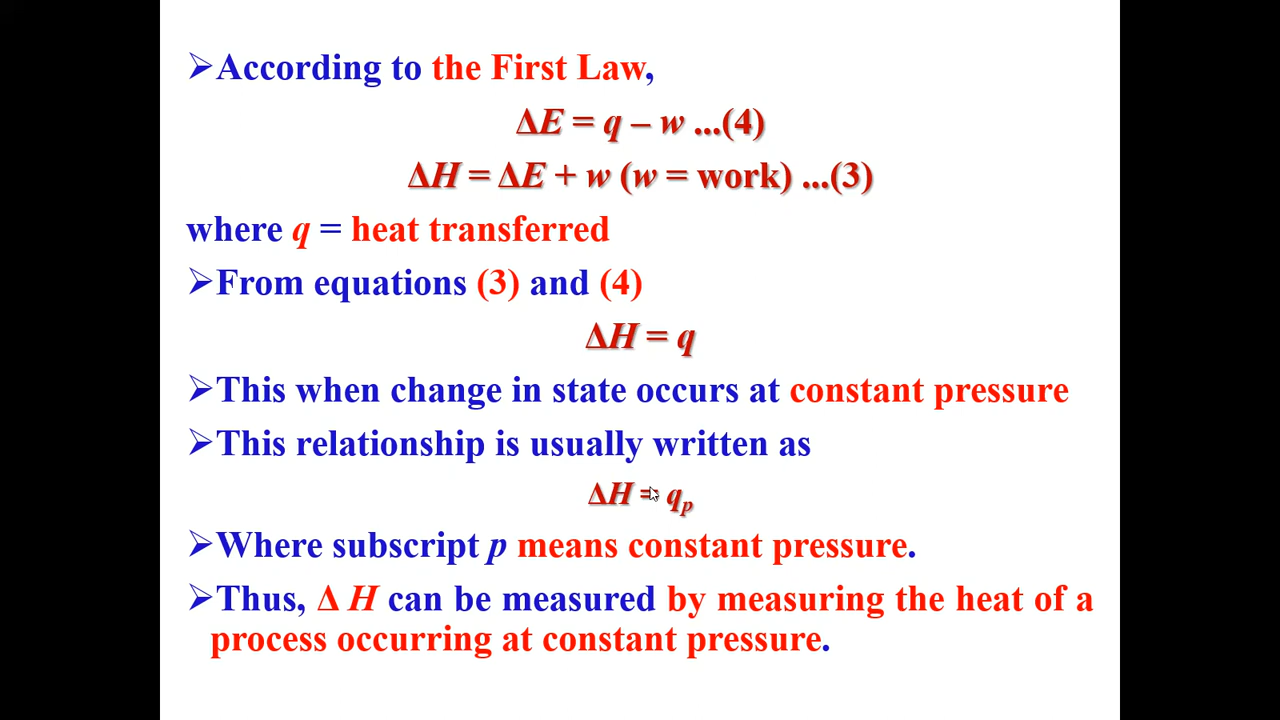 ➢According to the First Law,
ΔE = q – w ...(4)
ΔH = ΔE + w (w = work) ...(3)
where q = heat transferred
➢From equations (3) and (4)
ΔH = q
➢This when change in state occurs at constant pressure
➢This relationship is usually written as
ΔH = qₚ
➢Where subscript p means constant pressure.
➢Thus, Δ H can be measured by measuring the heat of a
process occurring at constant pressure.